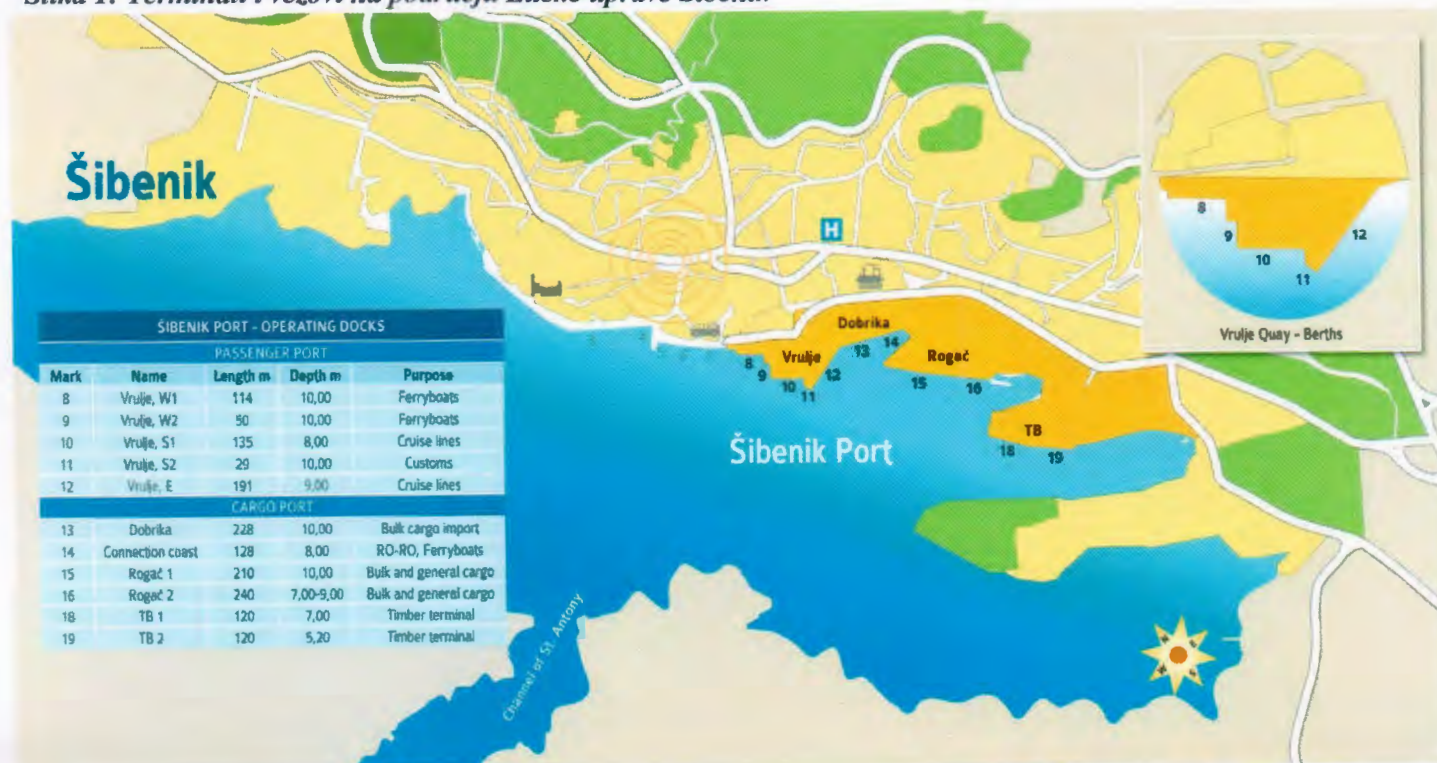 Šibenik
H
ŠIBENIK PORT - OPERATING DOCKS
PASSENGER PORT
Mark Name Length m Depth m Purpose
8 Vrulje, W1 114 10,00 Ferryboats
9 Vrulje, W2 50 10,00 Ferryboats
10 Vrulje, S1 135 8,00 Cruise lines
11 Vrulje, S2 29 10,00 Customs
12 Vrulje, E 191 9,00 Cruise lines
CARGO PORT
13 Dobrika 228 10,00 Bulk cargo import
14 Connection coast 128 8,00 RO-RO, Ferryboats
15 Rogač 1 210 10,00 Bulk and general cargo
16 Rogač 2 240 7,00-9,00 Bulk and general cargo
18 TB 1 120 7,00 Timber terminal
19 TB 2 120 5,20 Timber terminal
Dobrika
Vrulje
Rogač
8
9
10
11
12
13
14
15
16
TB
18
19
Šibenik Port
Channel of St. Antony
8
9
10
11
12
Vrulje Quay - Berths